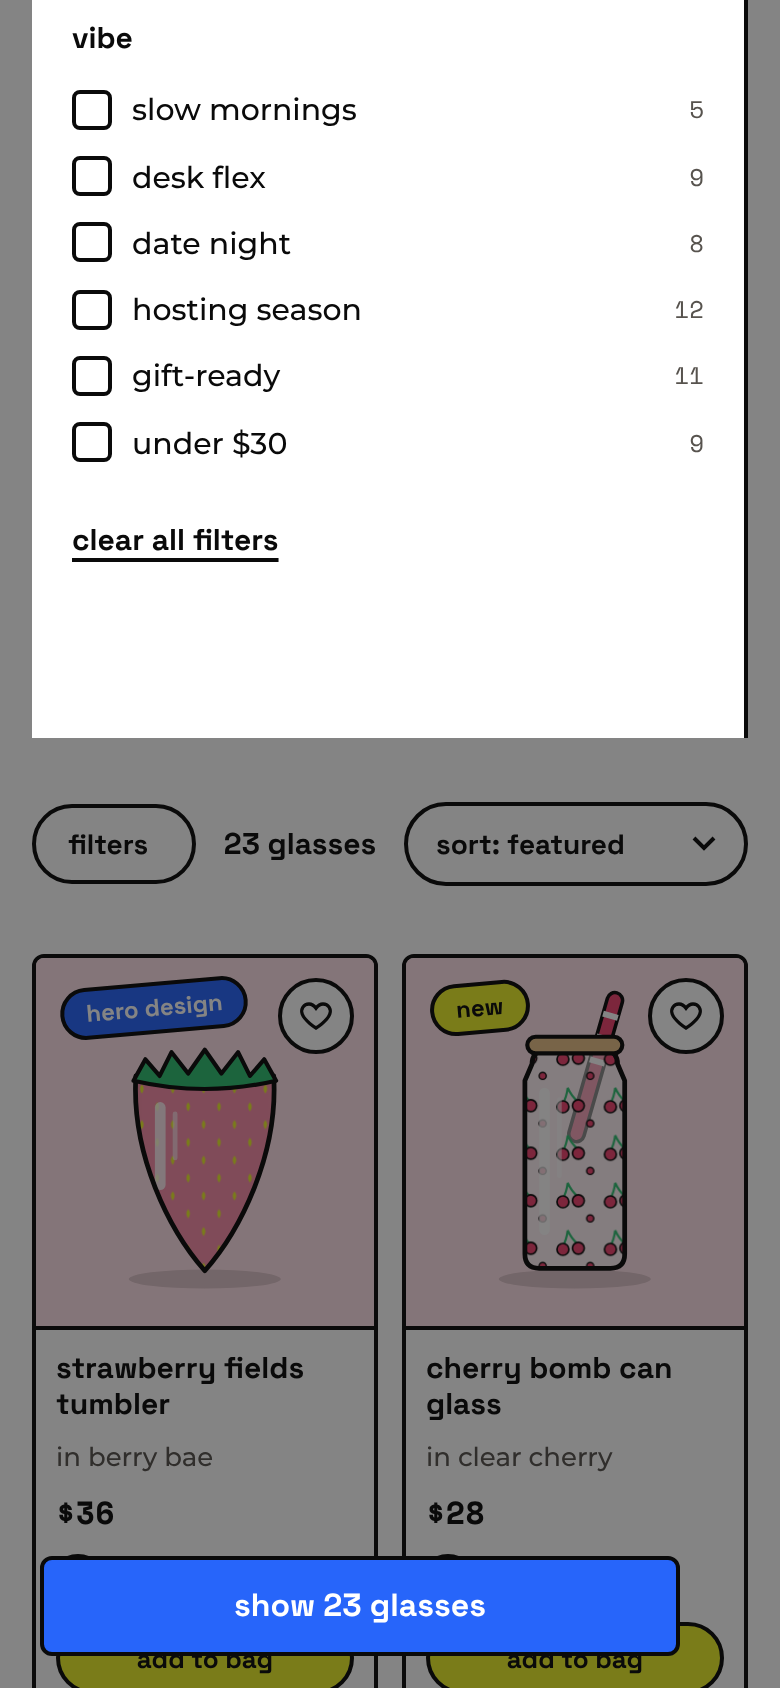 vibe
slow mornings 5
desk flex 9
date night 8
hosting season 12
gift-ready 11
under $30 9
clear all filters
filters 23 glasses sort: featured
hero design
new
strawberry fields
tumbler
in berry bae
$36
cherry bomb can
glass
in clear cherry
$28
show 23 glasses
add to bag
add to bag